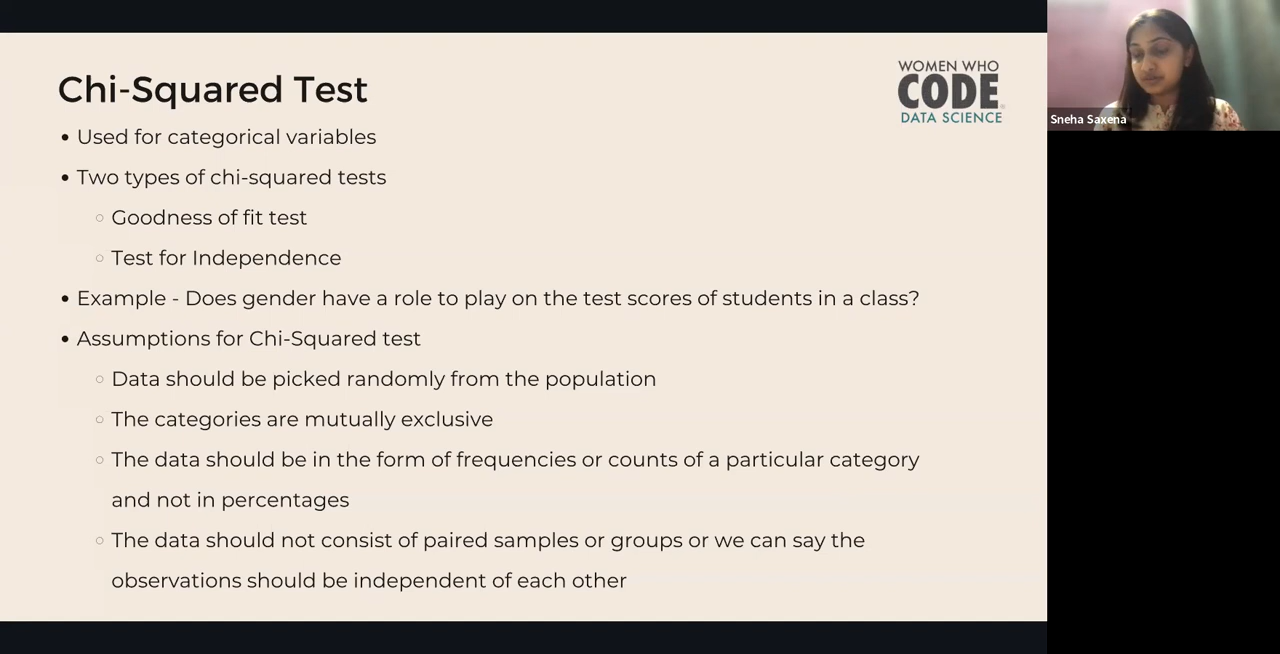 Chi-Squared Test
• Used for categorical variables
• Two types of chi-squared tests
○ Goodness of fit test
○ Test for Independence
• Example - Does gender have a role to play on the test scores of students in a class?
• Assumptions for Chi-Squared test
○ Data should be picked randomly from the population
○ The categories are mutually exclusive
○ The data should be in the form of frequencies or counts of a particular category
and not in percentages
○ The data should not consist of paired samples or groups or we can say the
observations should be independent of each other
WOMEN WHO
CODE
DATA SCIENCE
Sneha Saxena